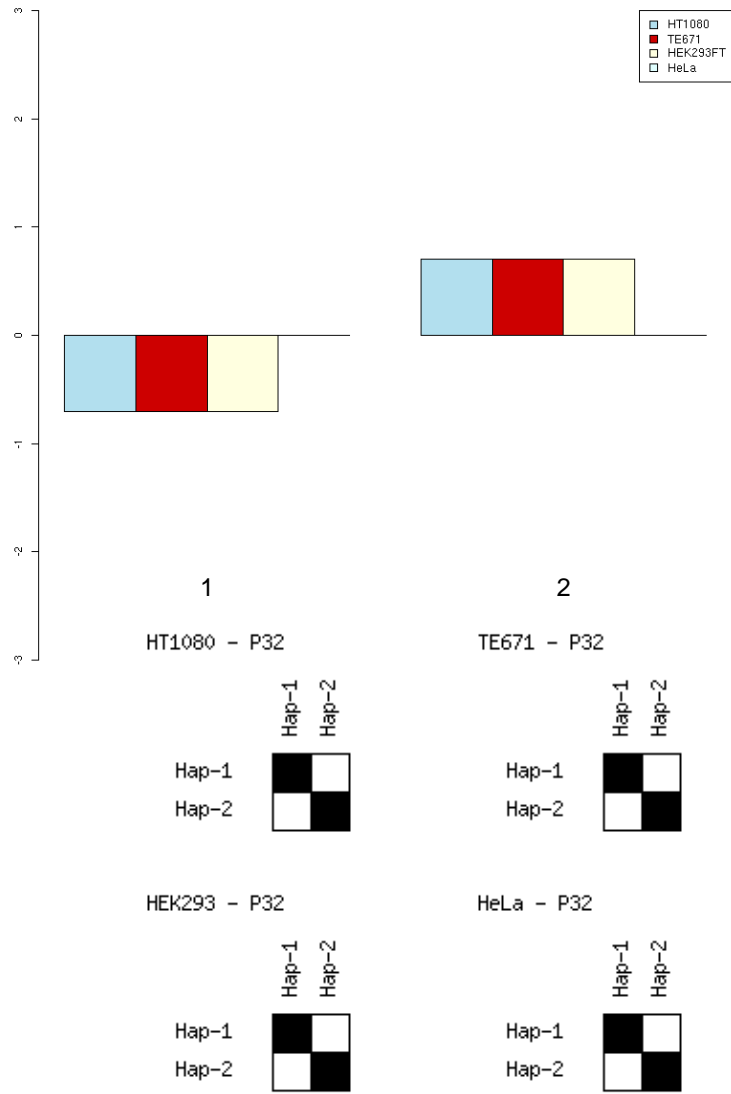 3
2
1
0
-1
-2
-3
HT1080
TE671
HEK293FT
HeLa
1 2
HT1080 - P32 TE671 - P32
Hap-1 Hap-2 Hap-1 Hap-2
Hap-1 Hap-1
Hap-2 Hap-2
HEK293 - P32 HeLa - P32
Hap-1 Hap-2 Hap-1 Hap-2
Hap-1 Hap-1
Hap-2 Hap-2